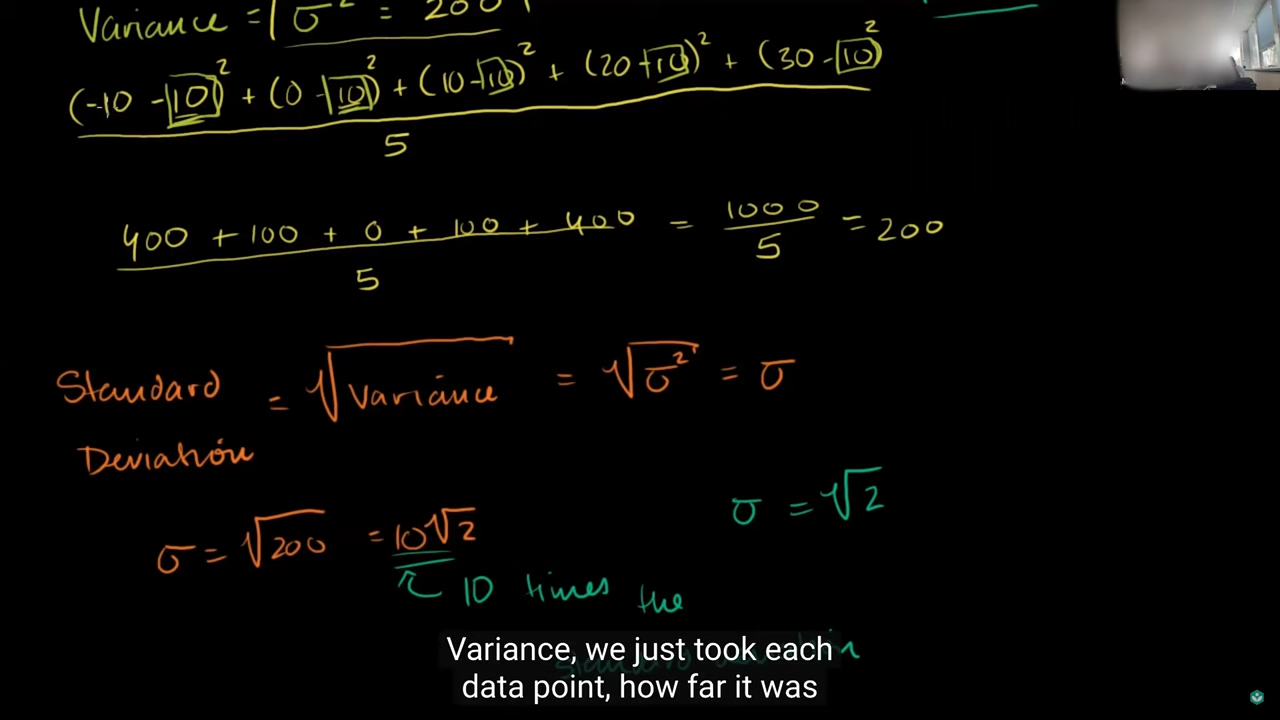 Variance = σ² = 200
(-10 - 10)² + (0 - 10)² + (10 - 10)² + (20 - 10)² + (30 - 10)²
5
400 + 100 + 0 + 100 + 400 = 1000 = 200
5 5
Standard = √Variance = √σ² = σ
Deviation
σ = √2
σ = √200 = 10√2
10 times the
Variance, we just took each
data point, how far it was